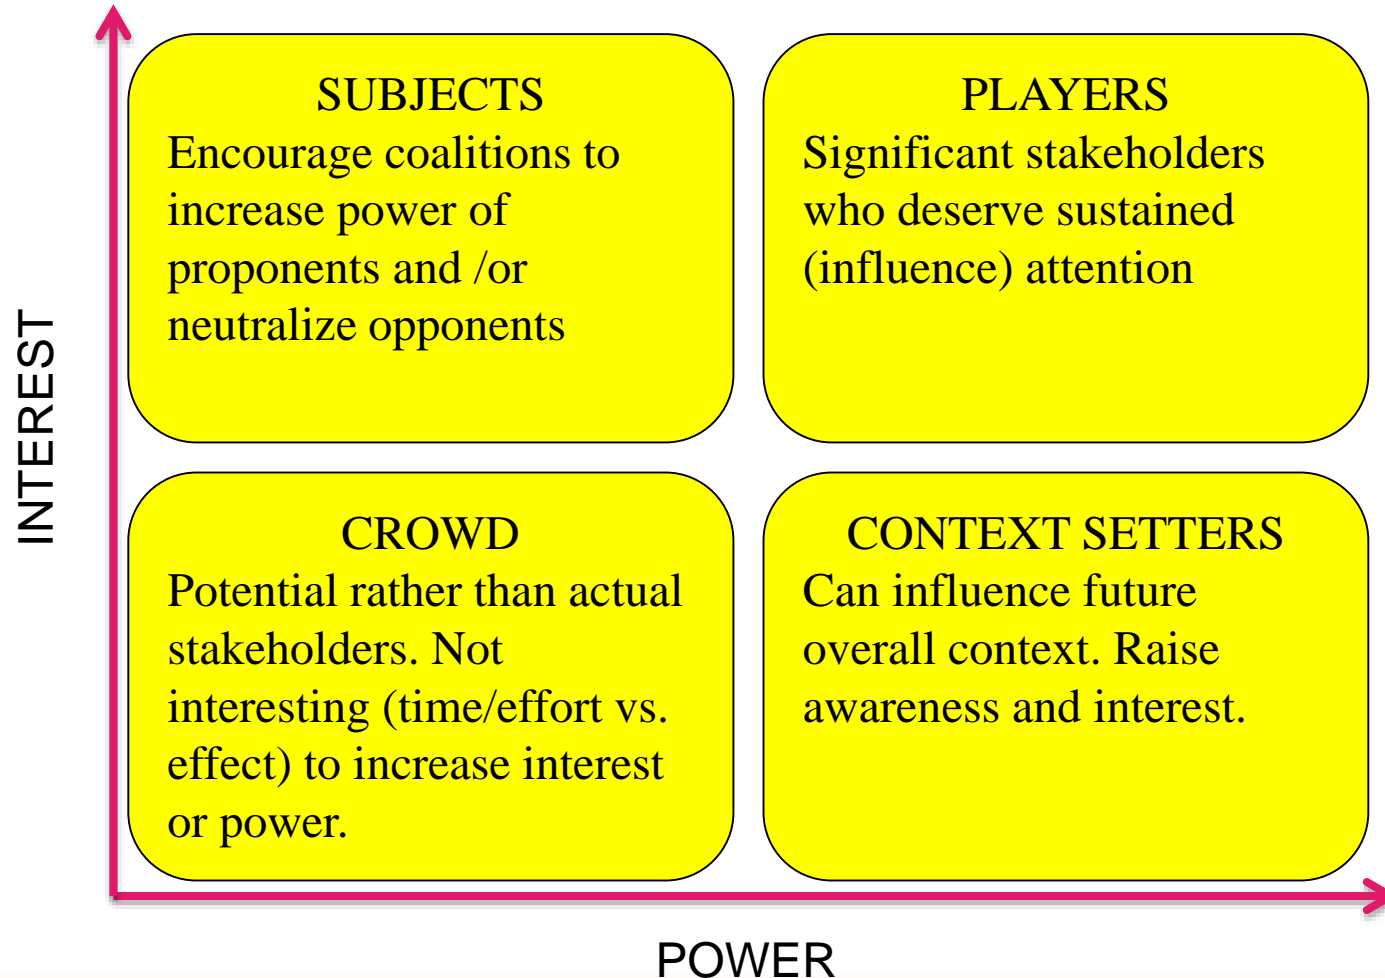 INTEREST
SUBJECTS
Encourage coalitions to
increase power of
proponents and /or
neutralize opponents
PLAYERS
Significant stakeholders
who deserve sustained
(influence) attention
CROWD
Potential rather than actual
stakeholders. Not
interesting (time/effort vs.
effect) to increase interest
or power.
CONTEXT SETTERS
Can influence future
overall context. Raise
awareness and interest.
POWER